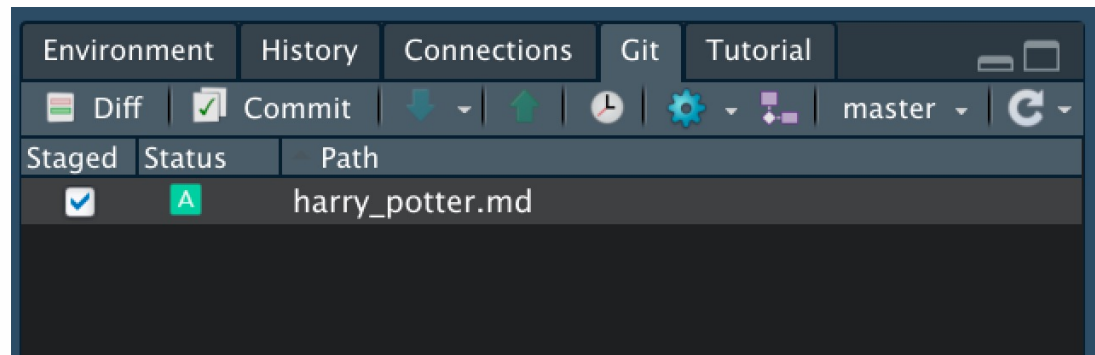 Environment History Connections Git Tutorial
Diff Commit master
Staged Status Path
A harry_potter.md